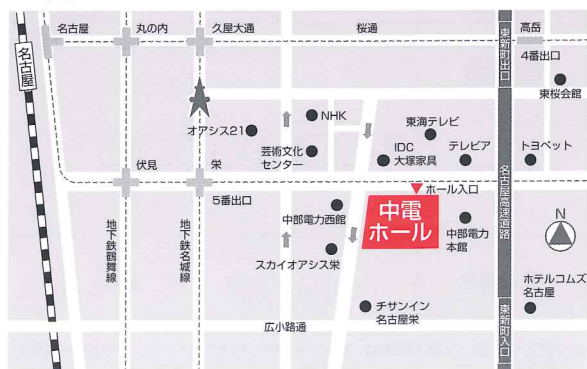 名古屋
丸の内
久屋大通
桜通
高岳
東新町出口
4番出口
名古屋
東桜会館
NHK
オアシス21
東海テレビ
芸術文化
センター
IDC
大塚家具
テレピア
トヨペット
伏見
栄
ホール入口
5番出口
中電
ホール
中部電力西館
中部電力
本館
名古屋高速道路
N
地下鉄鶴舞線
地下鉄名城線
スカイオアシス栄
ホテルコムズ
名古屋
チサンイン
名古屋栄
広小路通
東新町入口